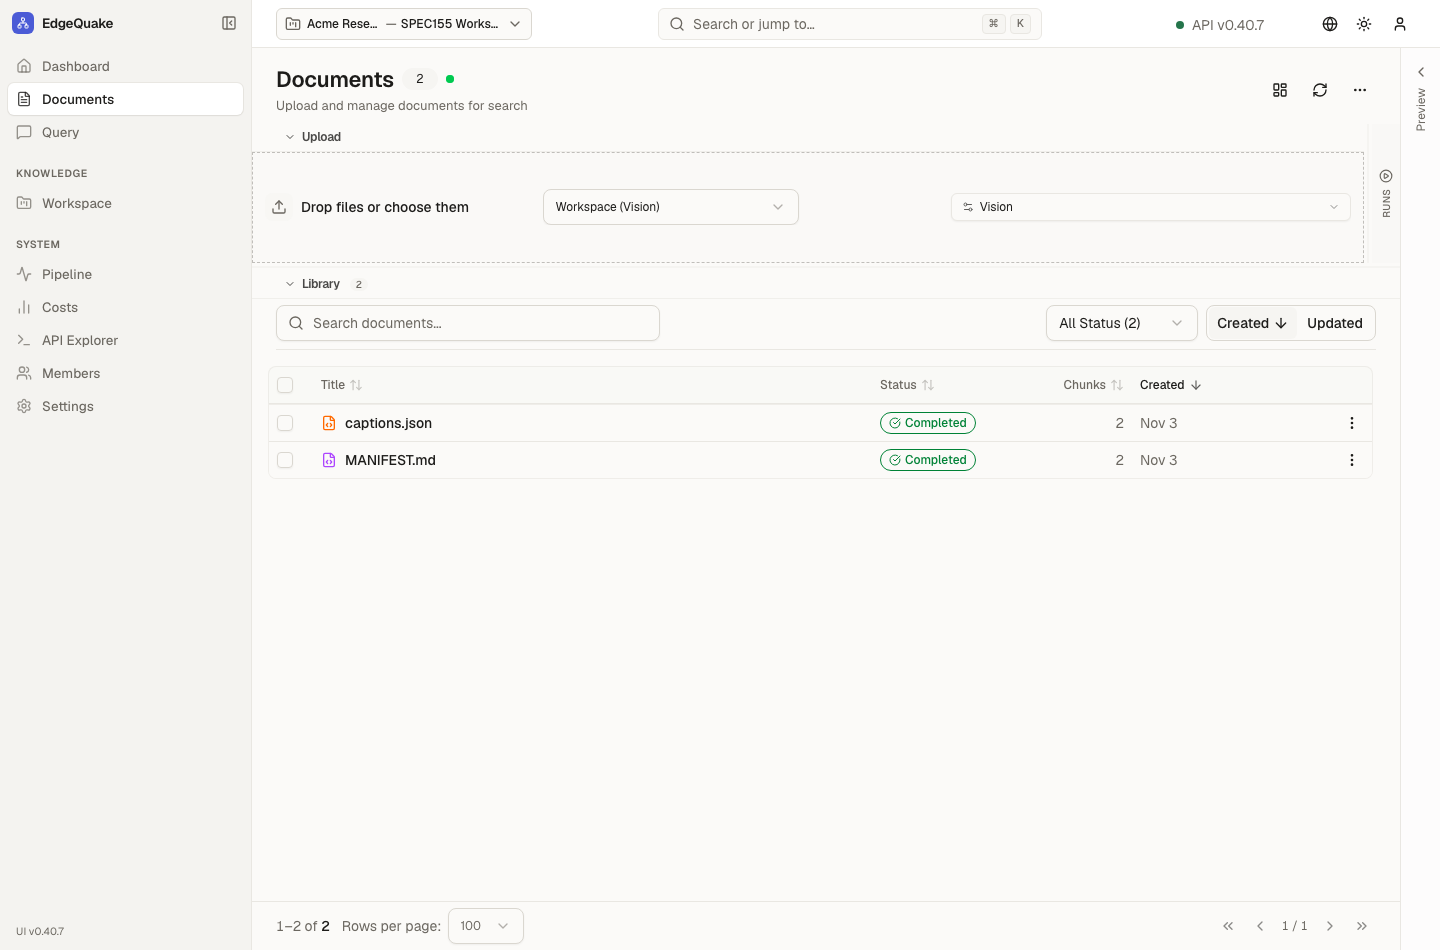 EdgeQuake
Acme Rese... — SPEC155 Works...
Search or jump to...
⌘ K
API v0.40.7
Dashboard
Documents
Query
KNOWLEDGE
Workspace
SYSTEM
Pipeline
Costs
API Explorer
Members
Settings
UI v0.40.7
Documents 2
Upload and manage documents for search
Upload
Drop files or choose them
Workspace (Vision)
Vision
RUNS
Preview
Library 2
Search documents...
All Status (2)
Created
Updated
Title Status Chunks Created
captions.json Completed 2 Nov 3
MANIFEST.md Completed 2 Nov 3
1–2 of 2 Rows per page: 100
1 / 1